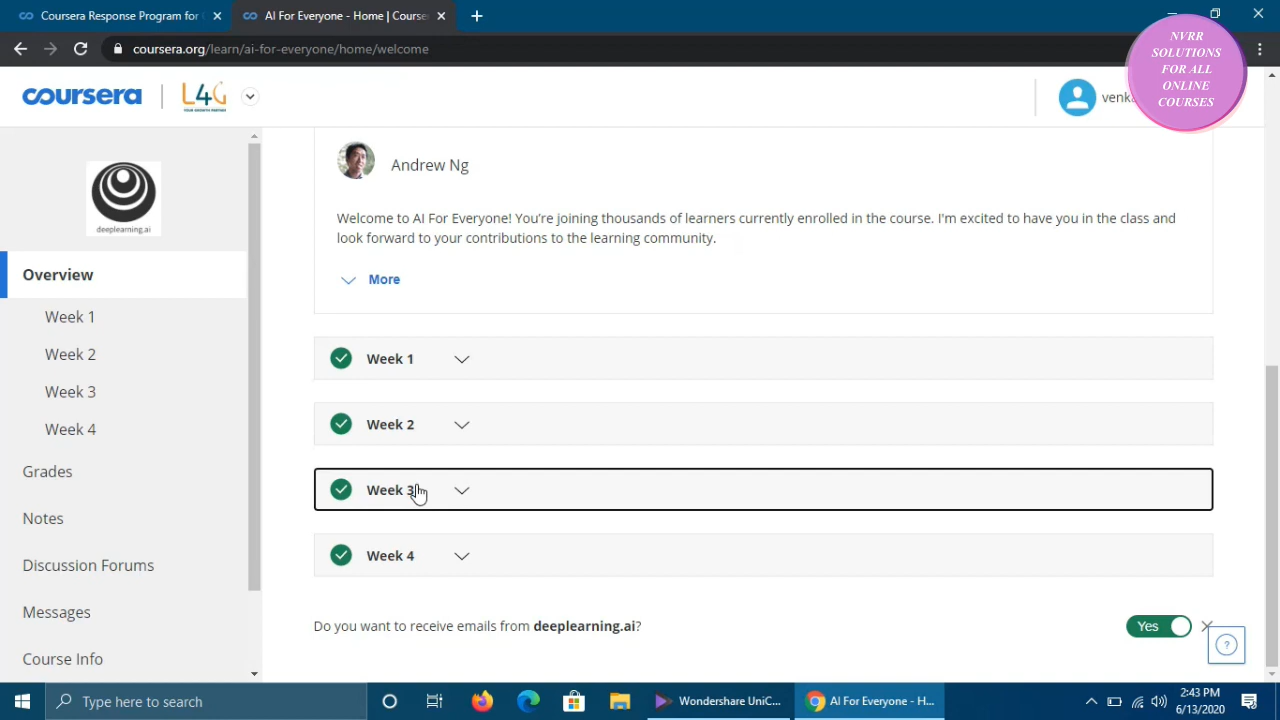 Coursera Response Program for
AI For Everyone - Home | Course
coursera.org/learn/ai-for-everyone/home/welcome
NVRR
SOLUTIONS
FOR ALL
ONLINE
COURSES
coursera
L4G
YOUR GROWTH PARTNER
deeplearning.ai
Overview
Week 1
Week 2
Week 3
Week 4
Grades
Notes
Discussion Forums
Messages
Course Info
Andrew Ng
Welcome to AI For Everyone! You're joining thousands of learners currently enrolled in the course. I'm excited to have you in the class and
look forward to your contributions to the learning community.
More
Week 1
Week 2
Week 3
Week 4
Do you want to receive emails from deeplearning.ai?
Yes
?
Type here to search
Wondershare UniC...
AI For Everyone - H...
2:43 PM
6/13/2020